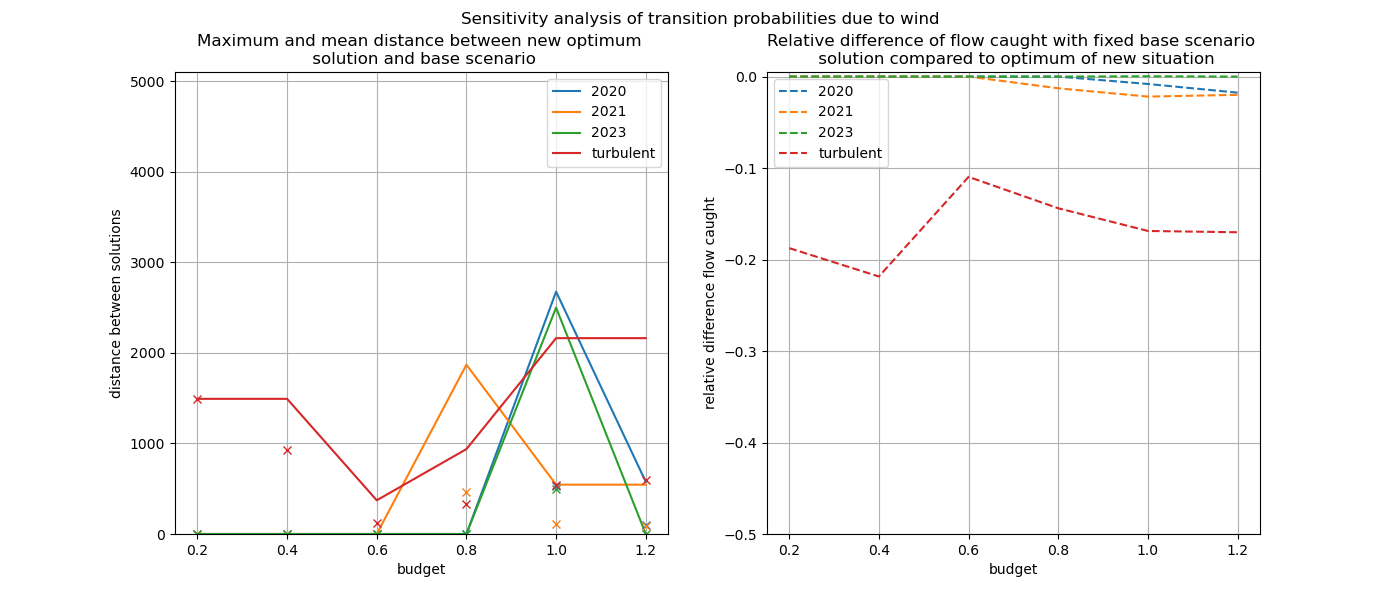 Sensitivity analysis of transition probabilities due to wind
Maximum and mean distance between new optimum
solution and base scenario
5000
4000
3000
2000
1000
0
distance between solutions
0.2 0.4 0.6 0.8 1.0 1.2
budget
2020
2021
2023
turbulent
Relative difference of flow caught with fixed base scenario
solution compared to optimum of new situation
0.0
−0.1
−0.2
−0.3
−0.4
−0.5
relative difference flow caught
0.2 0.4 0.6 0.8 1.0 1.2
budget
2020
2021
2023
turbulent